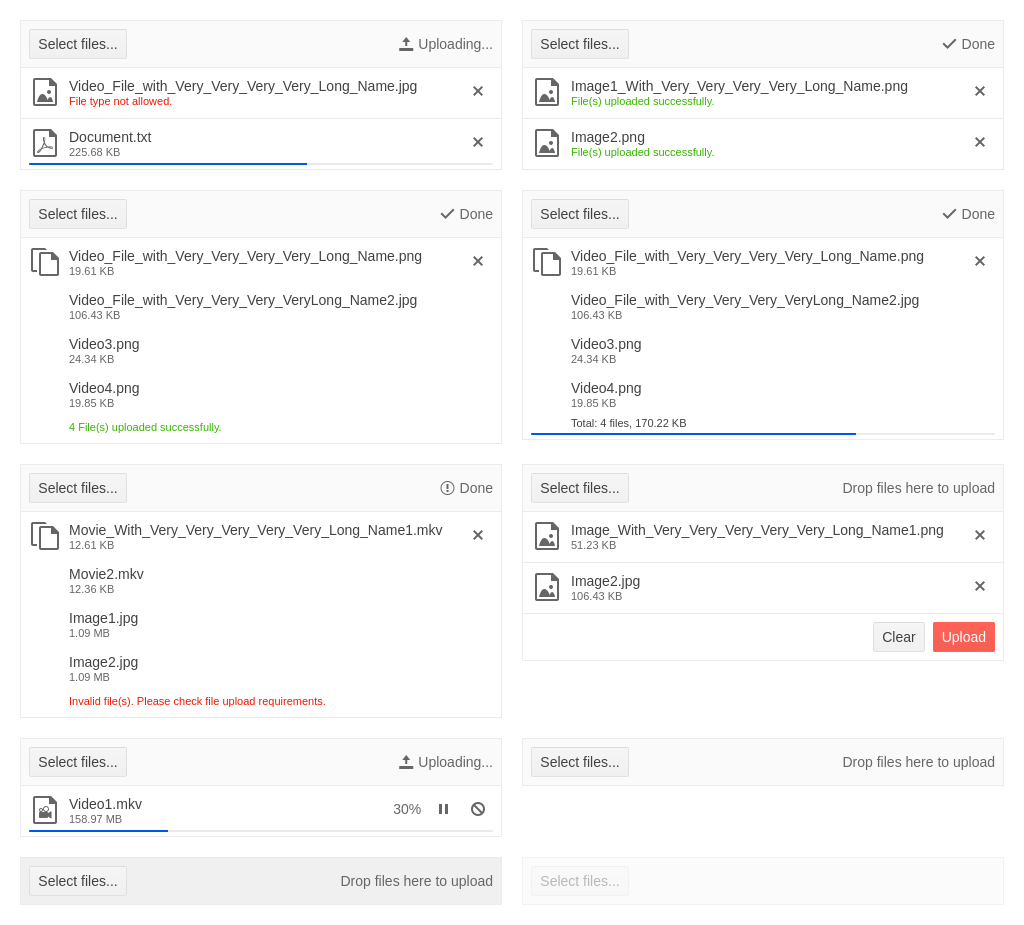 Select files...
Uploading...
Video_File_with_Very_Very_Very_Very_Long_Name.jpg
File type not allowed.
Document.txt
225.68 KB
Select files...
Done
Image1_With_Very_Very_Very_Very_Long_Name.png
File(s) uploaded successfully.
Image2.png
File(s) uploaded successfully.
Select files...
Done
Video_File_with_Very_Very_Very_Very_Long_Name.png
19.61 KB
Video_File_with_Very_Very_Very_VeryLong_Name2.jpg
106.43 KB
Video3.png
24.34 KB
Video4.png
19.85 KB
4 File(s) uploaded successfully.
Select files...
Done
Video_File_with_Very_Very_Very_Very_Long_Name.png
19.61 KB
Video_File_with_Very_Very_Very_VeryLong_Name2.jpg
106.43 KB
Video3.png
24.34 KB
Video4.png
19.85 KB
Total: 4 files, 170.22 KB
Select files...
Done
Movie_With_Very_Very_Very_Very_Very_Long_Name1.mkv
12.61 KB
Movie2.mkv
12.36 KB
Image1.jpg
1.09 MB
Image2.jpg
1.09 MB
Invalid file(s). Please check file upload requirements.
Select files...
Drop files here to upload
Image_With_Very_Very_Very_Very_Very_Long_Name1.png
51.23 KB
Image2.jpg
106.43 KB
Clear
Upload
Select files...
Uploading...
Video1.mkv
30%
158.97 MB
Select files...
Drop files here to upload
Select files...
Drop files here to upload
Select files...